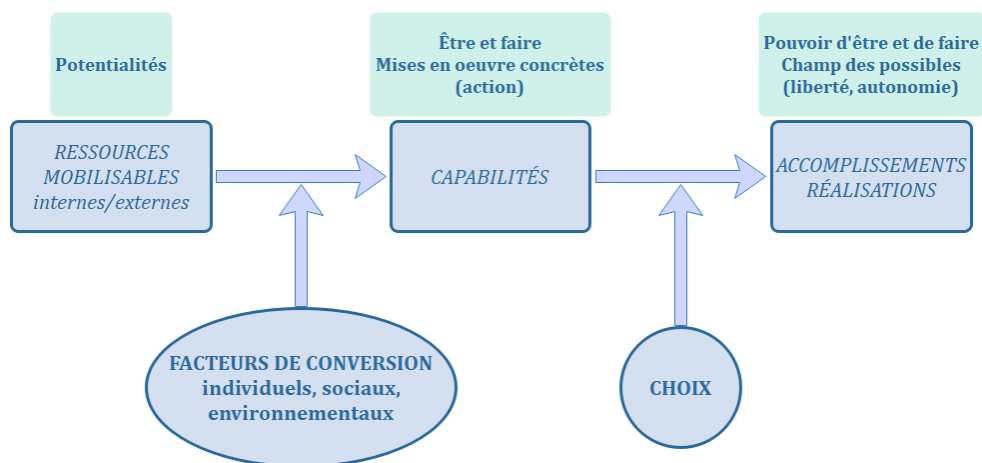 Potentialités
Être et faire
Mises en oeuvre concrètes
(action)
Pouvoir d'être et de faire
Champ des possibles
(liberté, autonomie)
RESSOURCES
MOBILISABLES
internes/externes
CAPABILITÉS
ACCOMPLISSEMENTS
RÉALISATIONS
FACTEURS DE CONVERSION
individuels, sociaux,
environnementaux
CHOIX